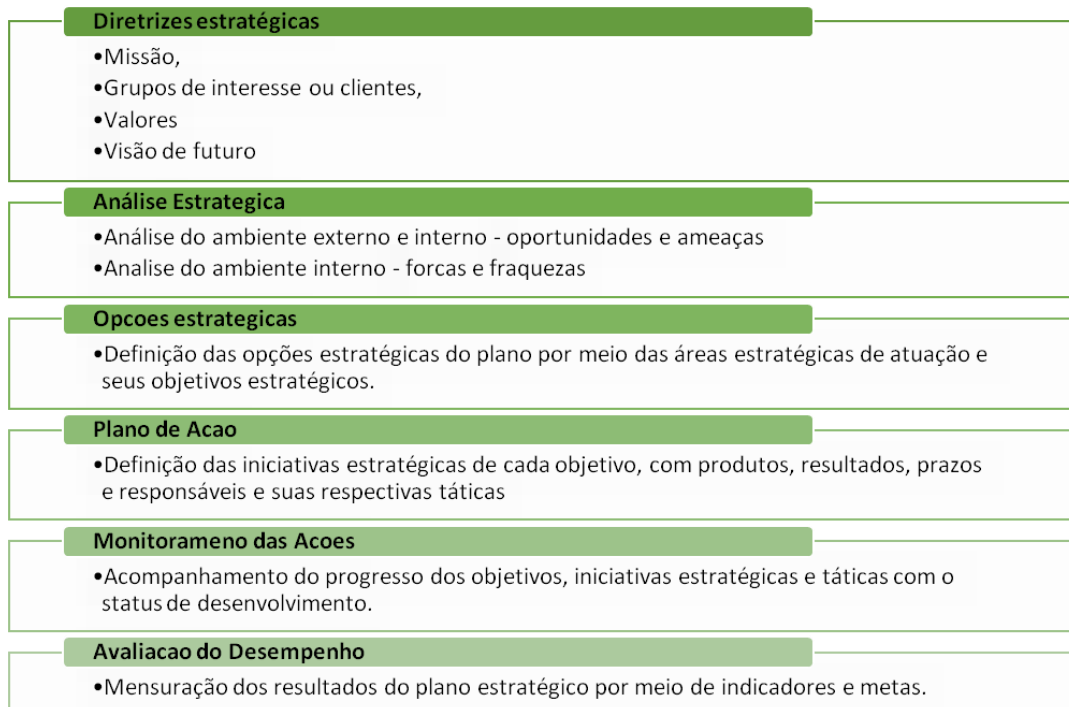 Diretrizes estratégicas
•Missão,
•Grupos de interesse ou clientes,
•Valores
•Visão de futuro
Análise Estrategica
•Análise do ambiente externo e interno - oportunidades e ameaças
•Analise do ambiente interno - forcas e fraquezas
Opcoes estrategicas
•Definição das opções estratégicas do plano por meio das áreas estratégicas de atuação e
seus objetivos estratégicos.
Plano de Acao
•Definição das iniciativas estratégicas de cada objetivo, com produtos, resultados, prazos
e responsáveis e suas respectivas táticas
Monitorameno das Acoes
•Acompanhamento do progresso dos objetivos, iniciativas estratégicas e táticas com o
status de desenvolvimento.
Avaliacao do Desempenho
•Mensuração dos resultados do plano estratégico por meio de indicadores e metas.